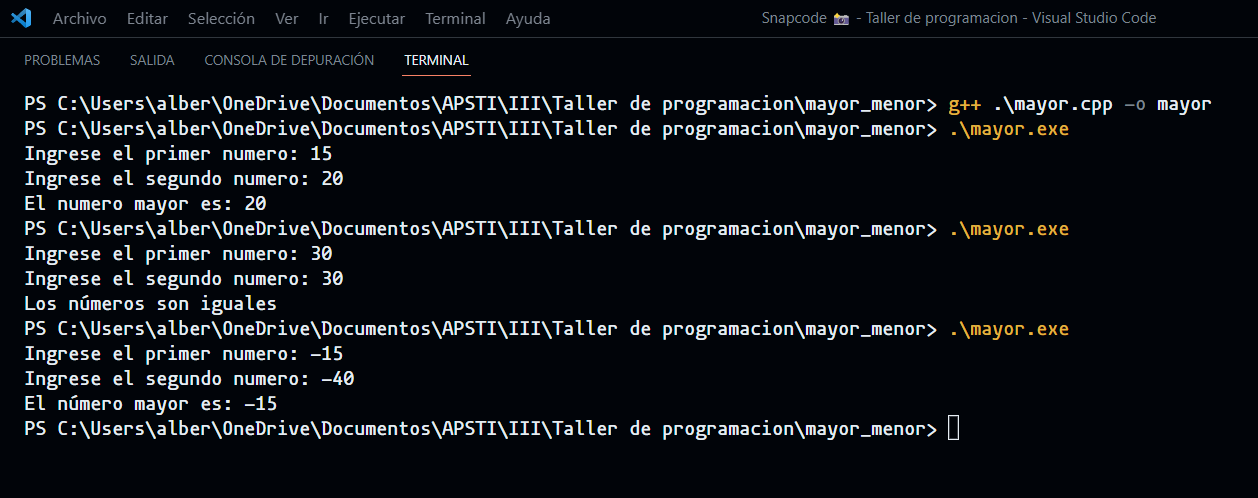 Archivo Editar Selección Ver Ir Ejecutar Terminal Ayuda Snapcode 📸 - Taller de programacion - Visual Studio Code
PROBLEMAS SALIDA CONSOLA DE DEPURACIÓN TERMINAL
PS C:\Users\alber\OneDrive\Documentos\APSTI\III\Taller de programacion\mayor_menor> g++ .\mayor.cpp -o mayor
PS C:\Users\alber\OneDrive\Documentos\APSTI\III\Taller de programacion\mayor_menor> .\mayor.exe
Ingrese el primer numero: 15
Ingrese el segundo numero: 20
El numero mayor es: 20
PS C:\Users\alber\OneDrive\Documentos\APSTI\III\Taller de programacion\mayor_menor> .\mayor.exe
Ingrese el primer numero: 30
Ingrese el segundo numero: 30
Los números son iguales
PS C:\Users\alber\OneDrive\Documentos\APSTI\III\Taller de programacion\mayor_menor> .\mayor.exe
Ingrese el primer numero: -15
Ingrese el segundo numero: -40
El número mayor es: -15
PS C:\Users\alber\OneDrive\Documentos\APSTI\III\Taller de programacion\mayor_menor>